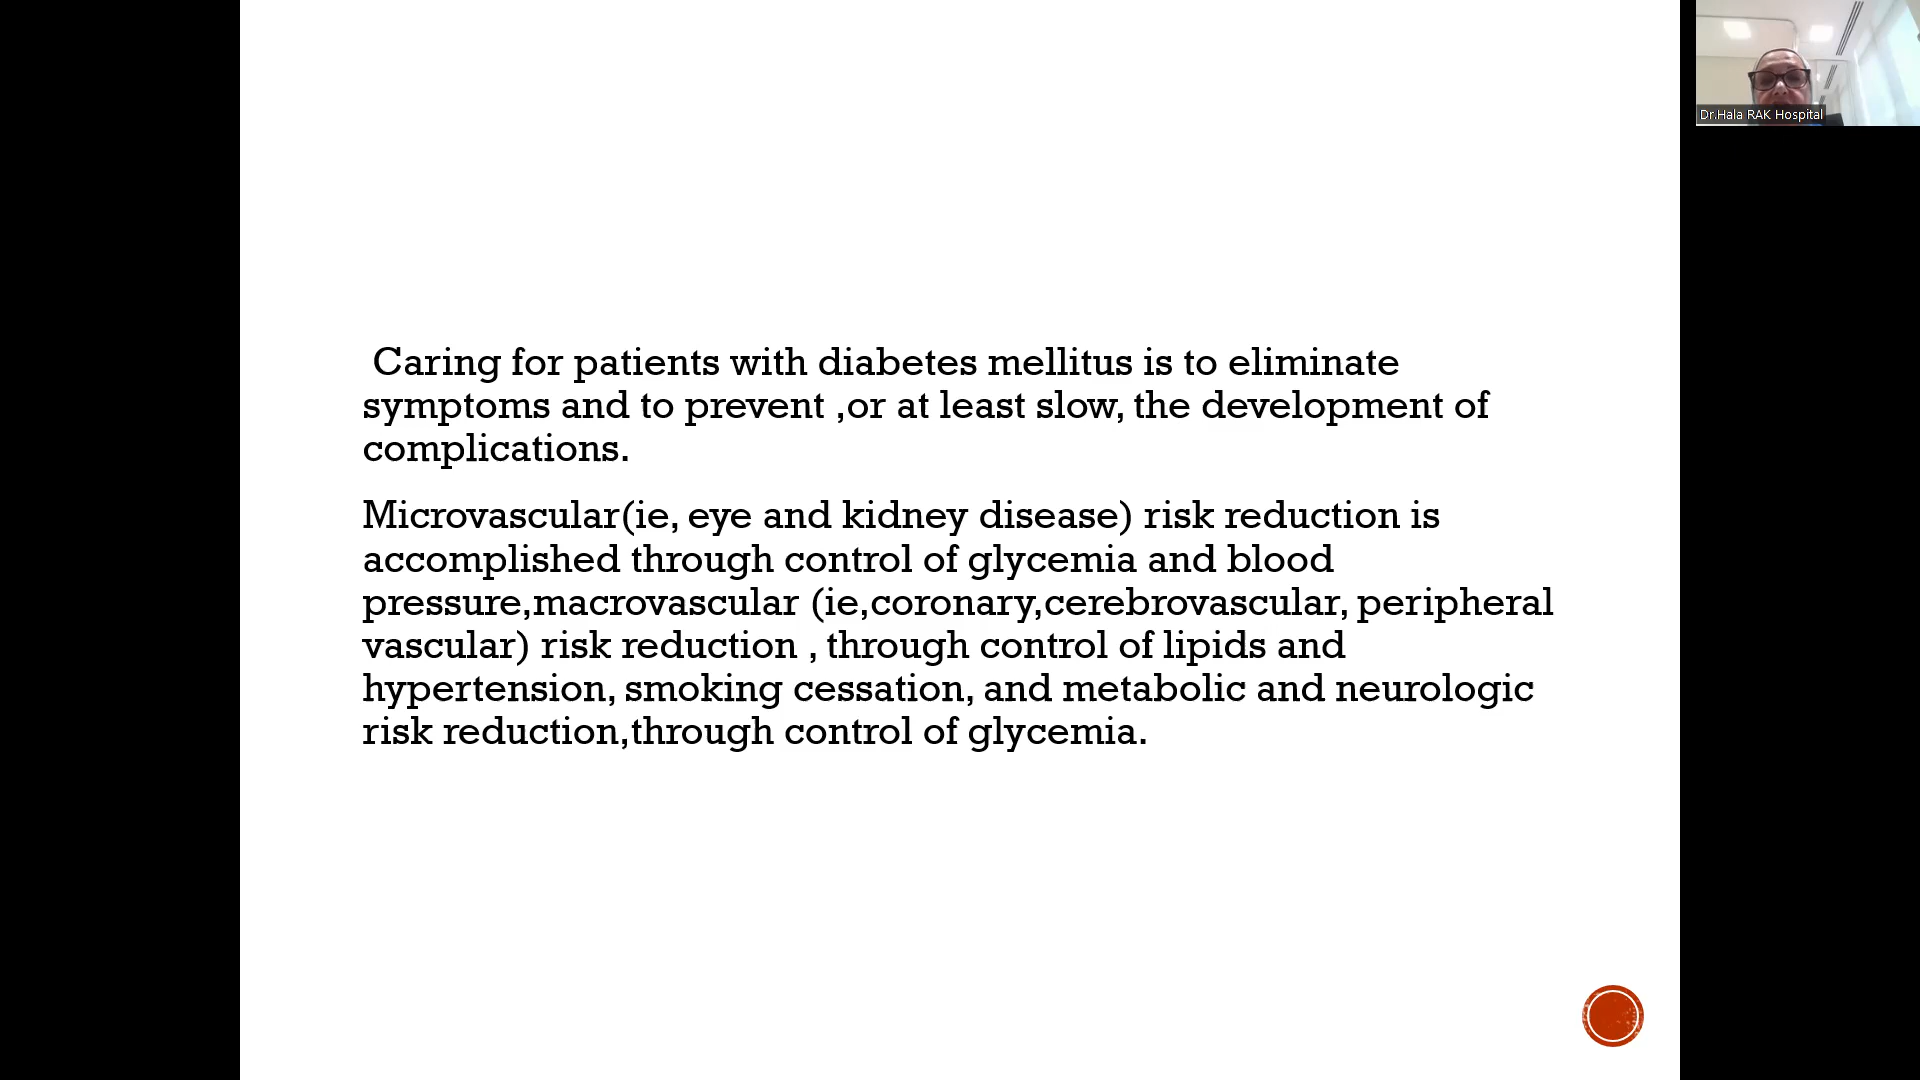 Caring for patients with diabetes mellitus is to eliminate
symptoms and to prevent ,or at least slow, the development of
complications.
Microvascular(ie, eye and kidney disease) risk reduction is
accomplished through control of glycemia and blood
pressure,macrovascular (ie,coronary,cerebrovascular, peripheral
vascular) risk reduction , through control of lipids and
hypertension, smoking cessation, and metabolic and neurologic
risk reduction,through control of glycemia.
Dr.Hala RAK Hospital